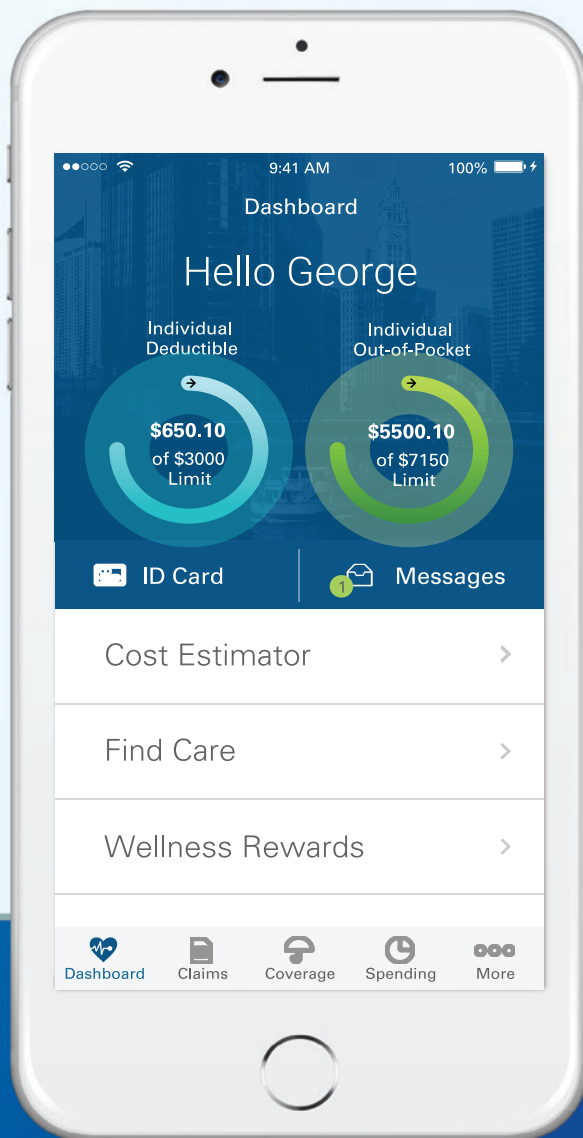 9:41 AM
100%
Dashboard
Hello George
Individual
Deductible
$650.10
of $3000
Limit
Individual
Out-of-Pocket
$5500.10
of $7150
Limit
ID Card
1
Messages
Cost Estimator
Find Care
Wellness Rewards
Dashboard
Claims
Coverage
Spending
More